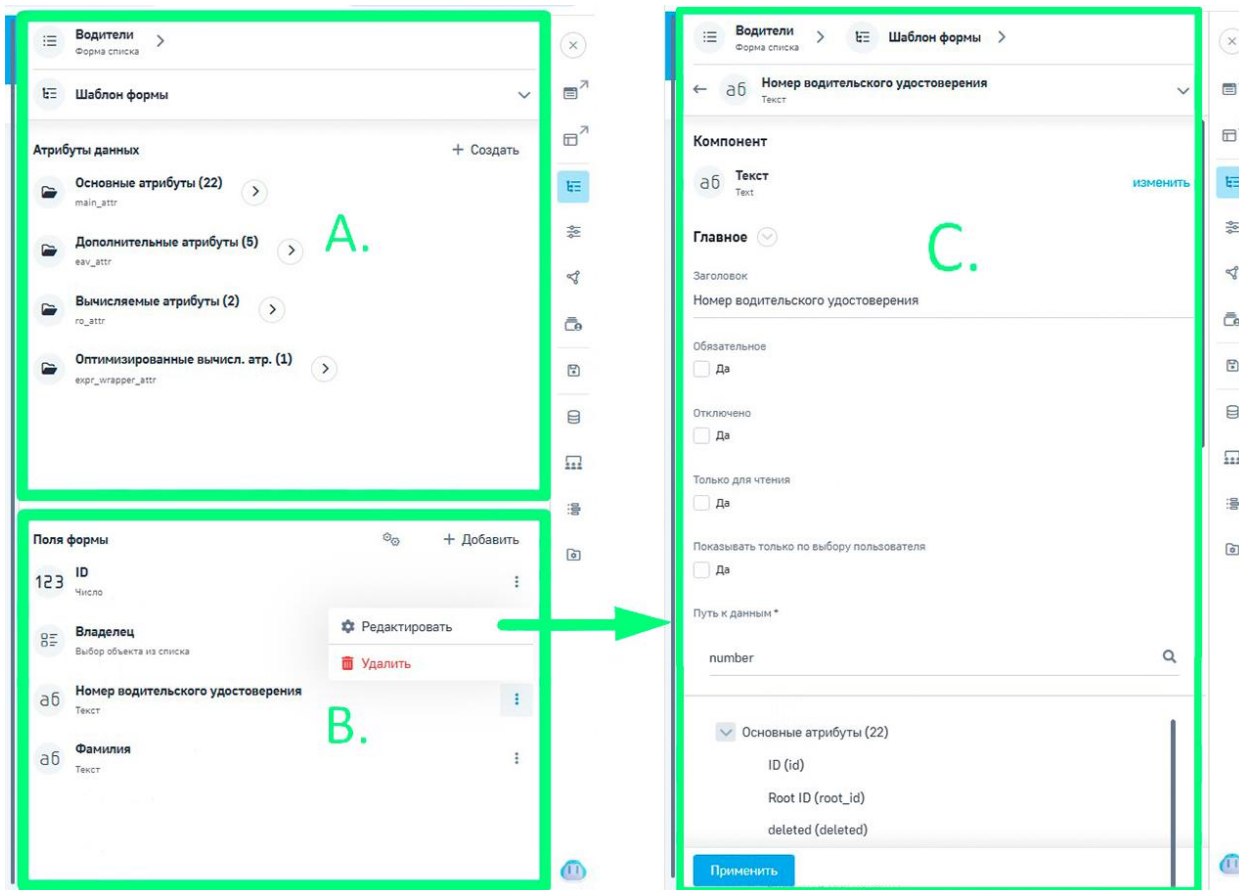 Водители
Форма списка
Шаблон формы
Атрибуты данных
+ Создать
Основные атрибуты (22)
main_attr
Дополнительные атрибуты (5)
eav_attr
Вычисляемые атрибуты (2)
ro_attr
Оптимизированные вычисл. атр. (1)
expr_wrapper_attr
A.
Поля формы
+ Добавить
123
ID
Число
Владелец
Выбор объекта из списка
Редактировать
Удалить
аб
Номер водительского удостоверения
Текст
B.
аб
Фамилия
Текст
Водители
Форма списка
Шаблон формы
аб
Номер водительского удостоверения
Текст
Компонент
аб
Текст
Text
изменить
Главное
C.
Заголовок
Номер водительского удостоверения
Обязательное
Да
Отключено
Да
Только для чтения
Да
Показывать только по выбору пользователя
Да
Путь к данным *
number
Основные атрибуты (22)
ID (id)
Root ID (root_id)
deleted (deleted)
Применить